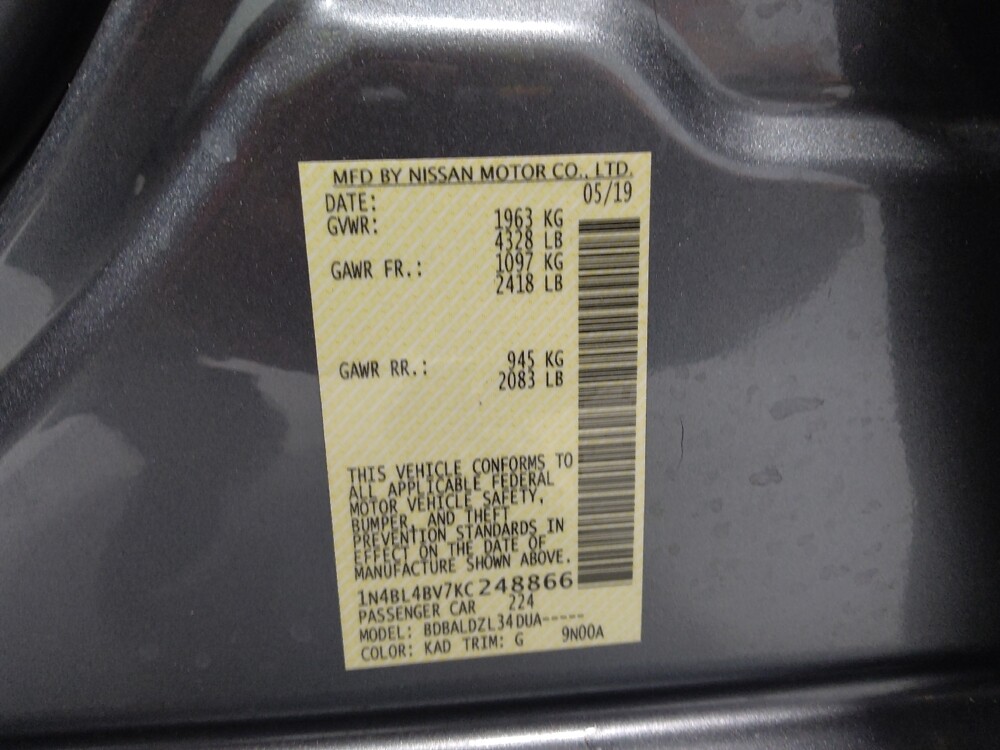 MFD BY NISSAN MOTOR CO., LTD.
DATE: 05/19
GVWR: 1963 KG
4328 LB
GAWR FR.: 1097 KG
2418 LB
GAWR RR.: 945 KG
2083 LB
THIS VEHICLE CONFORMS TO
ALL APPLICABLE FEDERAL
MOTOR VEHICLE SAFETY,
BUMPER, AND THEFT
PREVENTION STANDARDS IN
EFFECT ON THE DATE OF
MANUFACTURE SHOWN ABOVE.
1N4BL4BV7KC248866
PASSENGER CAR 224
MODEL: BDBALDZL34DUA-----
COLOR: KAD TRIM: G 9N00A